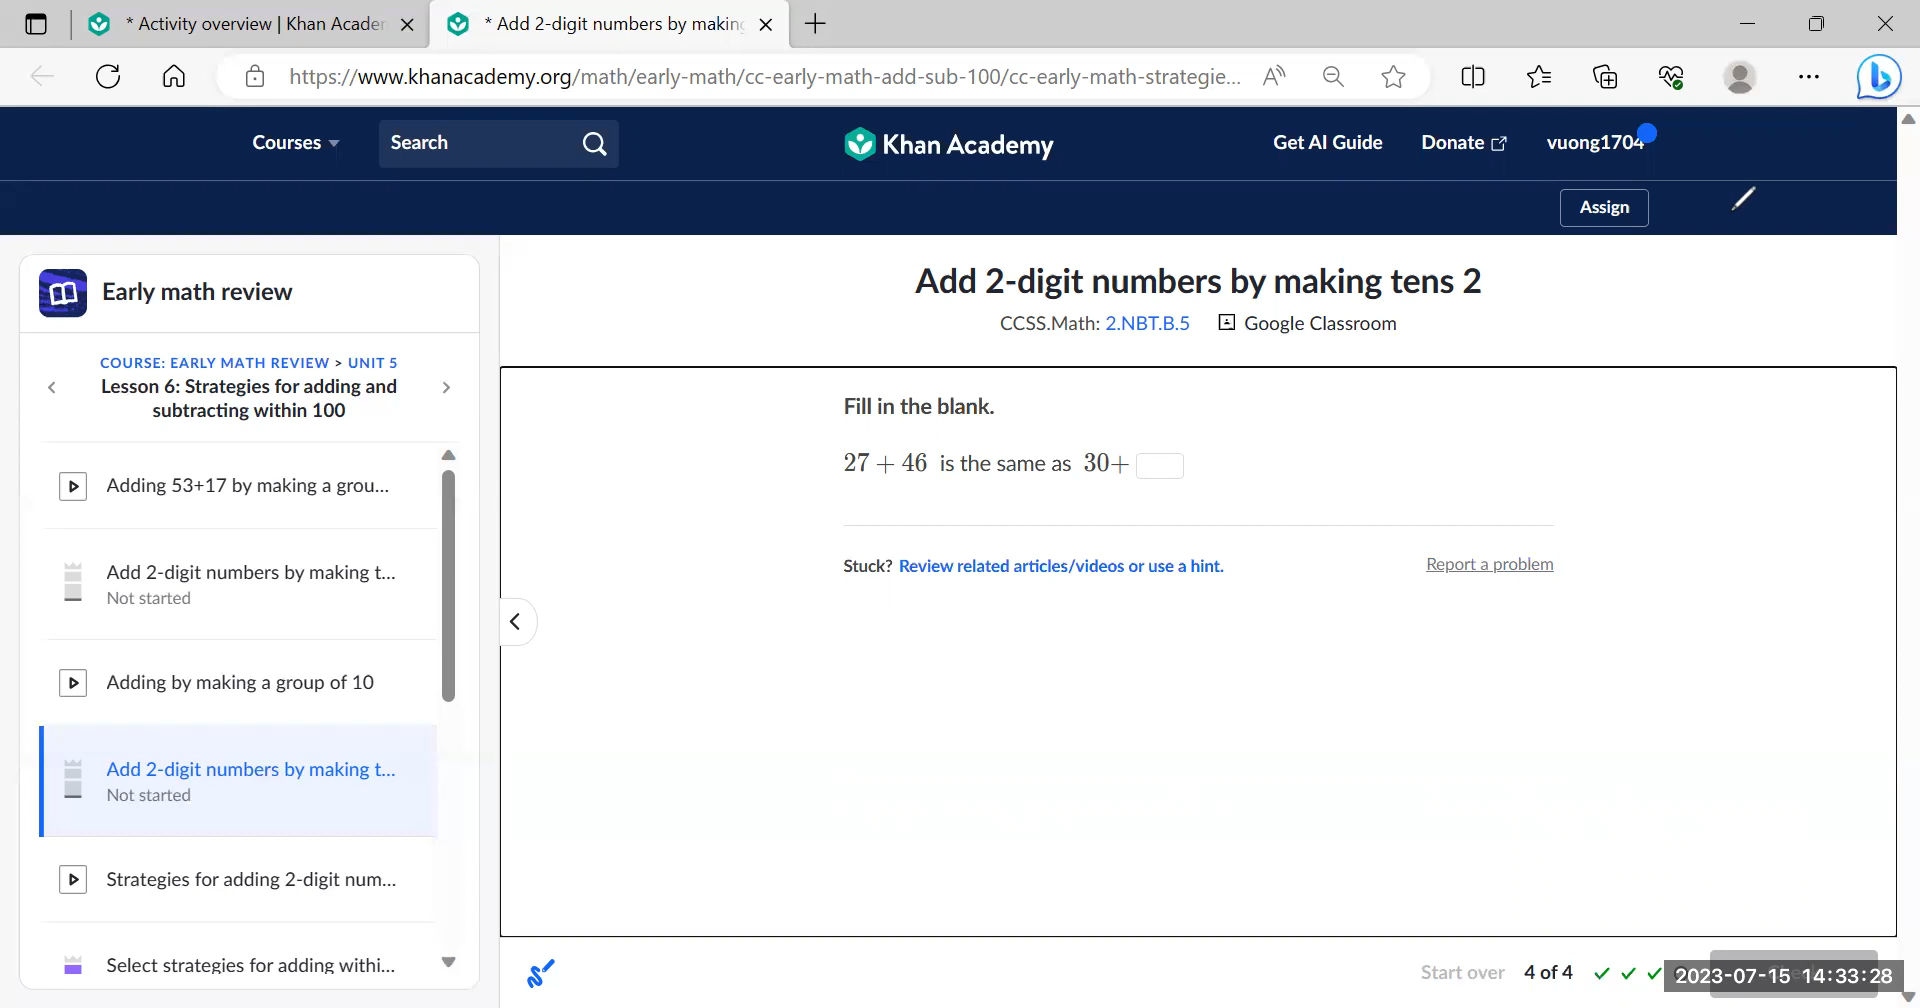 * Activity overview | Khan Acade
* Add 2-digit numbers by making
https://www.khanacademy.org/math/early-math/cc-early-math-add-sub-100/cc-early-math-strategie...
Courses
Search
Khan Academy
Get AI Guide
Donate
vuong1704
Assign
Early math review
COURSE: EARLY MATH REVIEW > UNIT 5
Lesson 6: Strategies for adding and
subtracting within 100
Adding 53+17 by making a grou...
Add 2-digit numbers by making t...
Not started
Adding by making a group of 10
Add 2-digit numbers by making t...
Not started
Strategies for adding 2-digit num...
Select strategies for adding withi...
Add 2-digit numbers by making tens 2
CCSS.Math: 2.NBT.B.5 Google Classroom
Fill in the blank.
27 + 46 is the same as 30+
Stuck? Review related articles/videos or use a hint.
Report a problem
Start over 4 of 4
2023-07-15 14:33:28